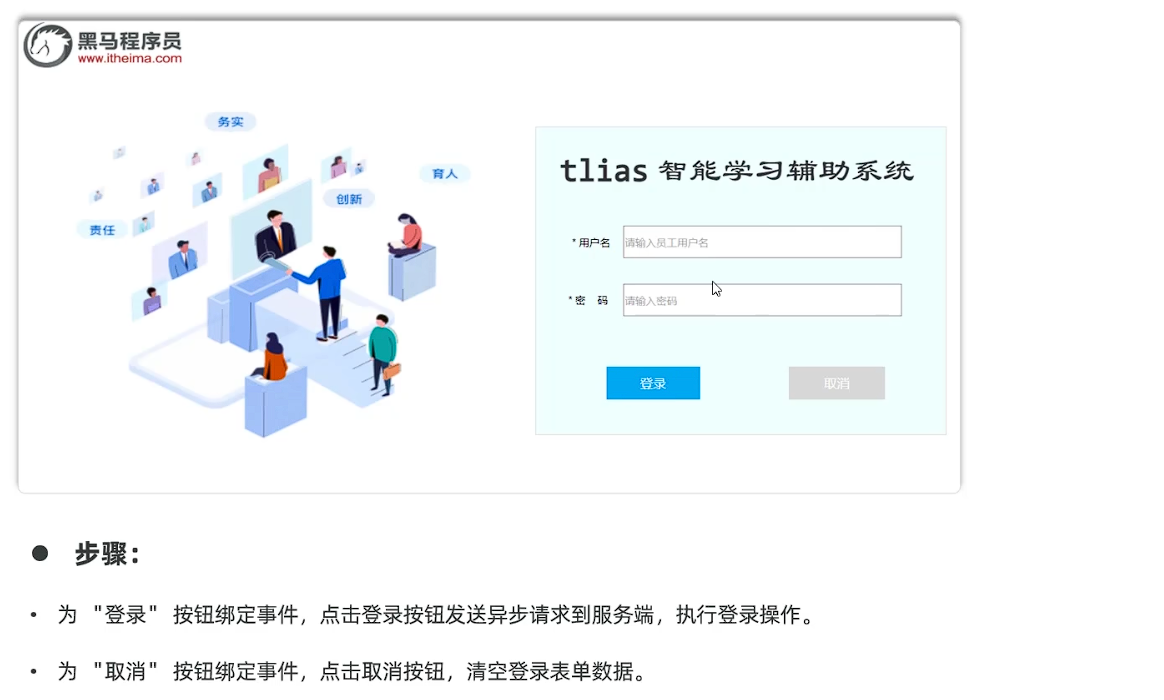 黑马程序员
www.itheima.com
务实
育人
创新
责任
tlias 智能学习辅助系统
* 用户名 请输入员工用户名
* 密 码 请输入密码
登录 取消
● 步骤：
• 为 "登录" 按钮绑定事件，点击登录按钮发送异步请求到服务端，执行登录操作。
• 为 "取消" 按钮绑定事件，点击取消按钮，清空登录表单数据。